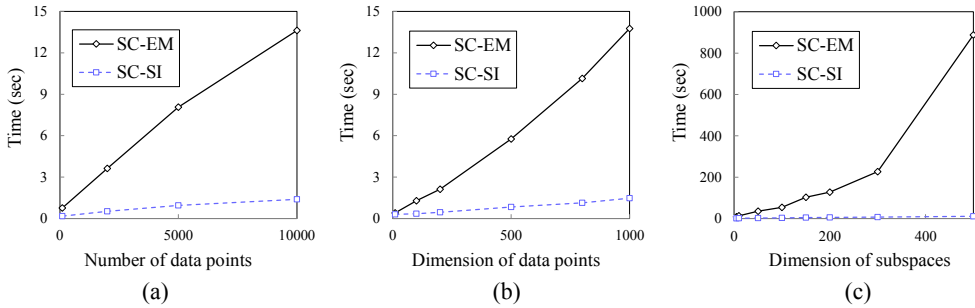 15
12
9
6
3
0
Time (sec)
SC-EM
SC-SI
0
5000
10000
Number of data points
(a)
15
12
9
6
3
0
Time (sec)
SC-EM
SC-SI
0
500
1000
Dimension of data points
(b)
1000
800
600
400
200
0
Time (sec)
SC-EM
SC-SI
0
200
400
Dimension of subspaces
(c)